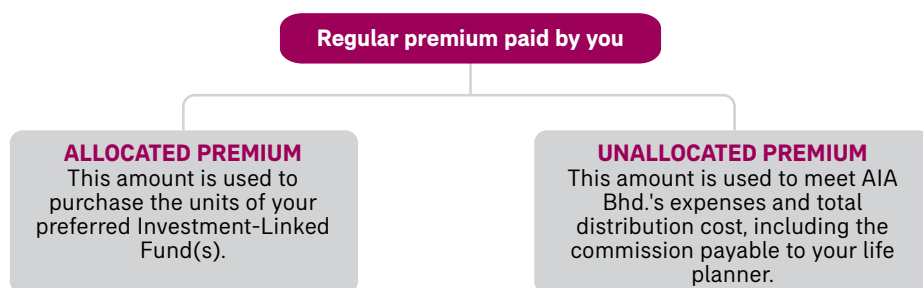 Regular premium paid by you
ALLOCATED PREMIUM
This amount is used to
purchase the units of your
preferred Investment-Linked
Fund(s).
UNALLOCATED PREMIUM
This amount is used to meet AIA
Bhd.'s expenses and total
distribution cost, including the
commission payable to your life
planner.